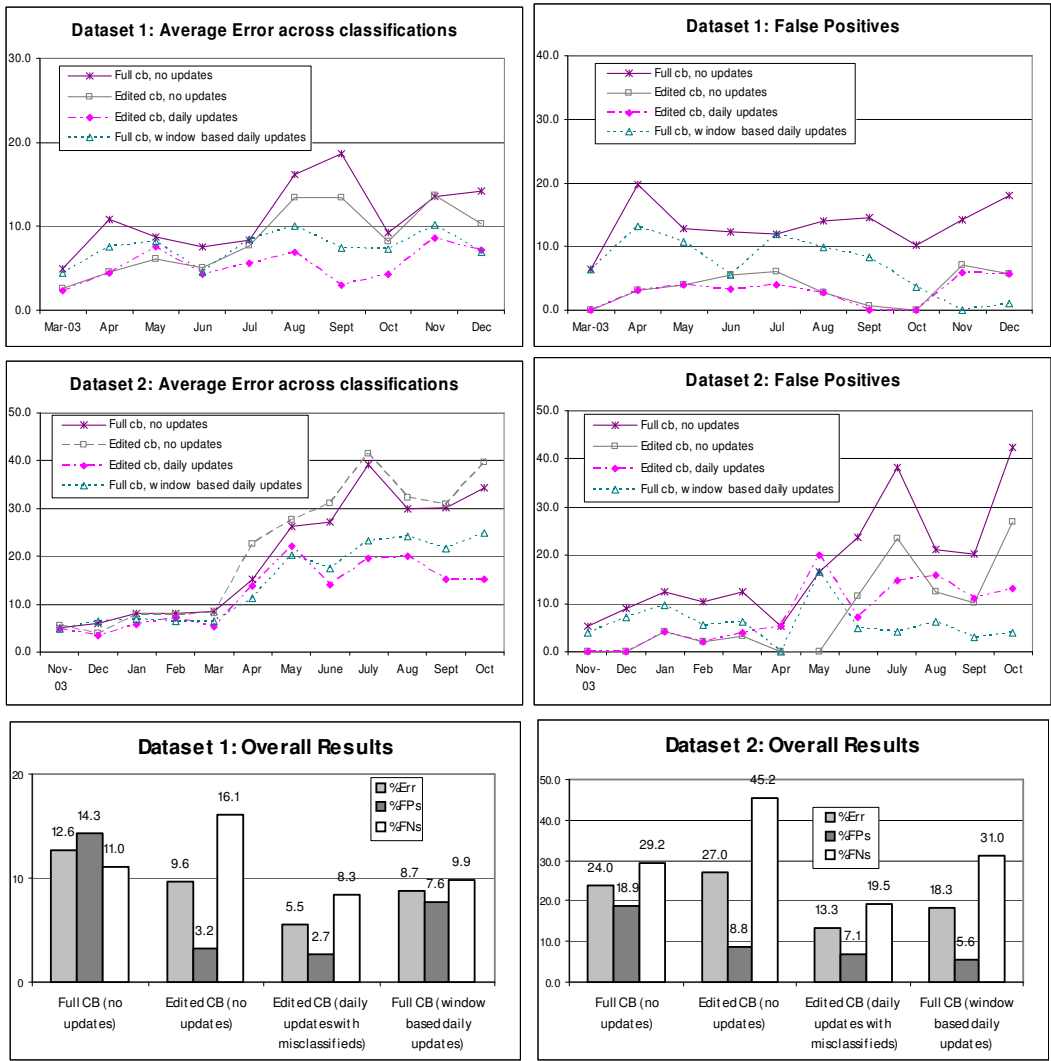 Dataset 1: Average Error across classifications
30.0
20.0
10.0
0.0
Full cb, no updates
Edited cb, no updates
Edited cb, daily updates
Full cb, window based daily updates
Mar-03 Apr May Jun Jul Aug Sept Oct Nov Dec
Dataset 1: False Positives
40.0
30.0
20.0
10.0
0.0
Full cb, no updates
Edited cb, no updates
Edited cb, daily updates
Full cb, window based daily updates
Mar-03 Apr May Jun Jul Aug Sept Oct Nov Dec
Dataset 2: Average Error across classifications
50.0
40.0
30.0
20.0
10.0
0.0
Full cb, no updates
Edited cb, no updates
Edited cb, daily updates
Full cb, window based daily updates
Nov- Dec Jan Feb Mar Apr May June July Aug Sept Oct
03
Dataset 2: False Positives
50.0
40.0
30.0
20.0
10.0
0.0
Full cb, no updates
Edited cb, no updates
Edited cb, daily updates
Full cb, window based daily updates
Nov- Dec Jan Feb Mar Apr May June July Aug Sept Oct
03
Dataset 1: Overall Results
20
10
0
%Err
%FPs
%FNs
12.6 14.3 11.0 9.6 3.2 16.1 5.5 2.7 8.3 8.7 7.6 9.9
Full CB (no Edited CB (no Edited CB (daily Full CB (window
updates) updates) updates with based daily
misclassifieds) updates)
Dataset 2: Overall Results
50.0
40.0
30.0
20.0
10.0
0.0
%Err
%FPs
%FNs
24.0 18.9 29.2 27.0 8.8 45.2 13.3 7.1 19.5 18.3 5.6 31.0
Full CB (no Edited CB (no Edited CB (daily Full CB (window
updates) updates) updates with based daily
misclassifieds) updates)